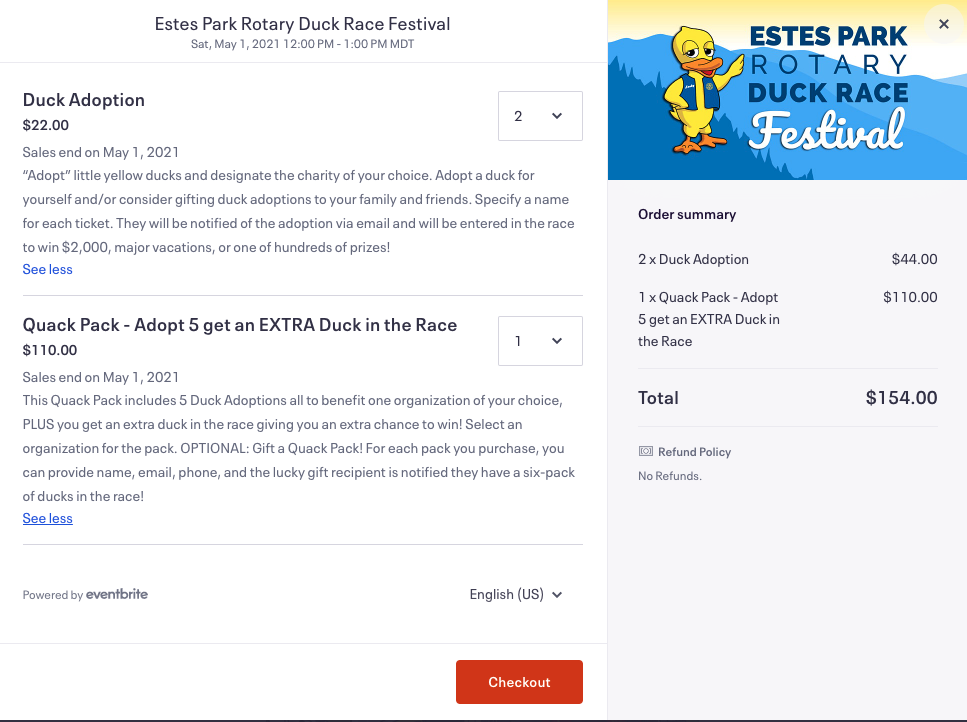 Estes Park Rotary Duck Race Festival
Sat, May 1, 2021 12:00 PM - 1:00 PM MDT
Duck Adoption
$22.00
2
Sales end on May 1, 2021
“Adopt” little yellow ducks and designate the charity of your choice. Adopt a duck for
yourself and/or consider gifting duck adoptions to your family and friends. Specify a name
for each ticket. They will be notified of the adoption via email and will be entered in the race
to win $2,000, major vacations, or one of hundreds of prizes!
See less
Quack Pack - Adopt 5 get an EXTRA Duck in the Race
$110.00
1
Sales end on May 1, 2021
This Quack Pack includes 5 Duck Adoptions all to benefit one organization of your choice,
PLUS you get an extra duck in the race giving you an extra chance to win! Select an
organization for the pack. OPTIONAL: Gift a Quack Pack! For each pack you purchase, you
can provide name, email, phone, and the lucky gift recipient is notified they have a six-pack
of ducks in the race!
See less
Powered by eventbrite
English (US)
Checkout
ESTES PARK
ROTARY
DUCK RACE
Festival
Order summary
2 x Duck Adoption $44.00
1 x Quack Pack - Adopt $110.00
5 get an EXTRA Duck in
the Race
Total $154.00
Refund Policy
No Refunds.